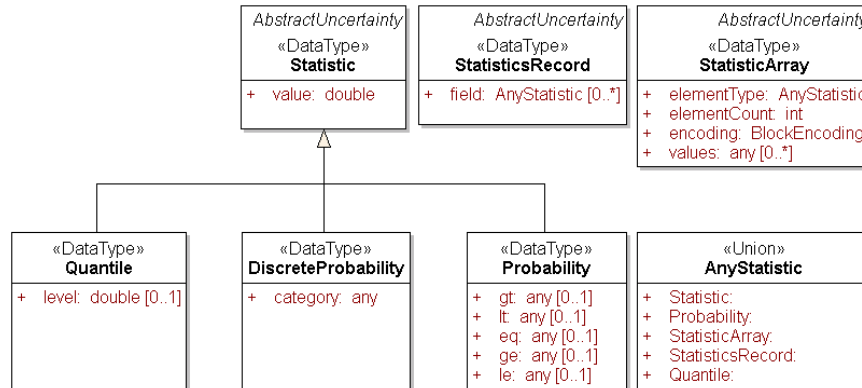 AbstractUncertainty
«DataType»
Statistic
+ value: double
AbstractUncertainty
«DataType»
StatisticsRecord
+ field: AnyStatistic [0..*]
AbstractUncertainty
«DataType»
StatisticArray
+ elementType: AnyStatistic
+ elementCount: int
+ encoding: BlockEncoding
+ values: any [0..*]
«DataType»
Quantile
+ level: double [0..1]
«DataType»
DiscreteProbability
+ category: any
«DataType»
Probability
+ gt: any [0..1]
+ lt: any [0..1]
+ eq: any [0..1]
+ ge: any [0..1]
+ le: any [0..1]
«Union»
AnyStatistic
+ Statistic:
+ Probability:
+ StatisticArray:
+ StatisticsRecord:
+ Quantile: